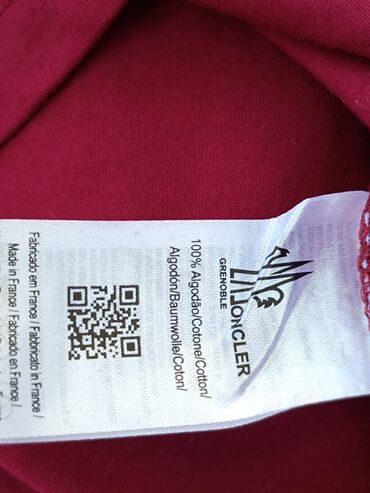 MONCLER
GRENOBLE
100% Algodão/Cotone/Cotton/
Algodón/Baumwolle/Coton/
Fabricado en France / Fabbricato in France /
Made in France / Fabricado en France /